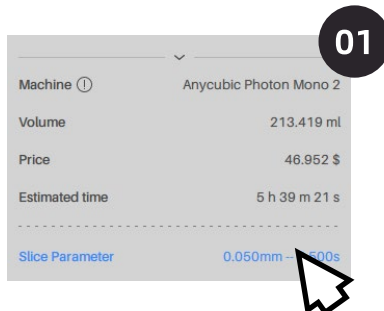 01
Machine ! Anycubic Photon Mono 2
Volume 213.419 ml
Price 46.952 $
Estimated time 5 h 39 m 21 s
Slice Parameter 0.050mm -- 500s